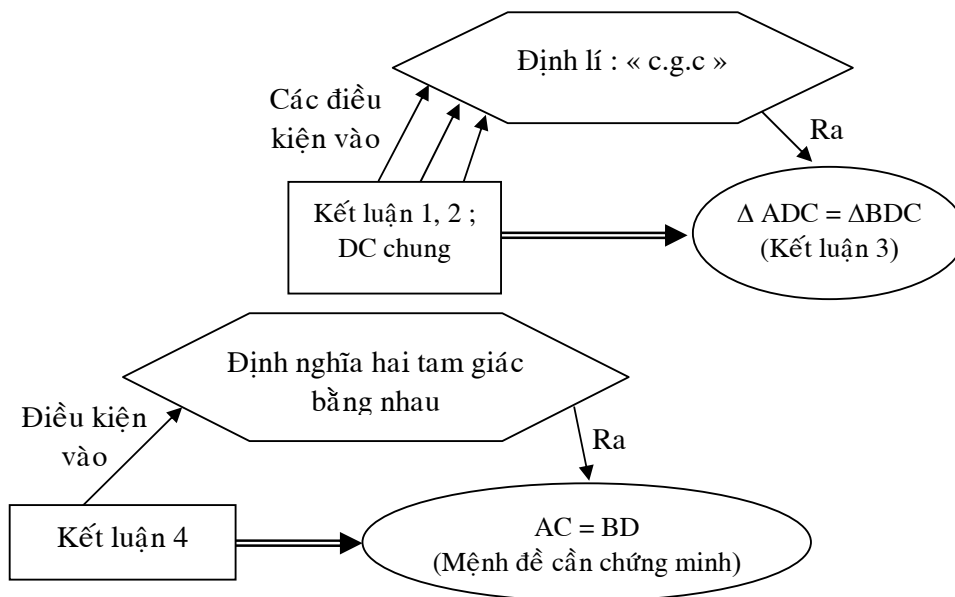 Định lí : « c.g.c »
Các điều
kiện vào
Ra
Kết luận 1, 2 ;
DC chung
Δ ADC = ΔBDC
(Kết luận 3)
Định nghĩa hai tam giác
bằng nhau
Điều kiện
vào
Ra
Kết luận 4
AC = BD
(Mệnh đề cần chứng minh)